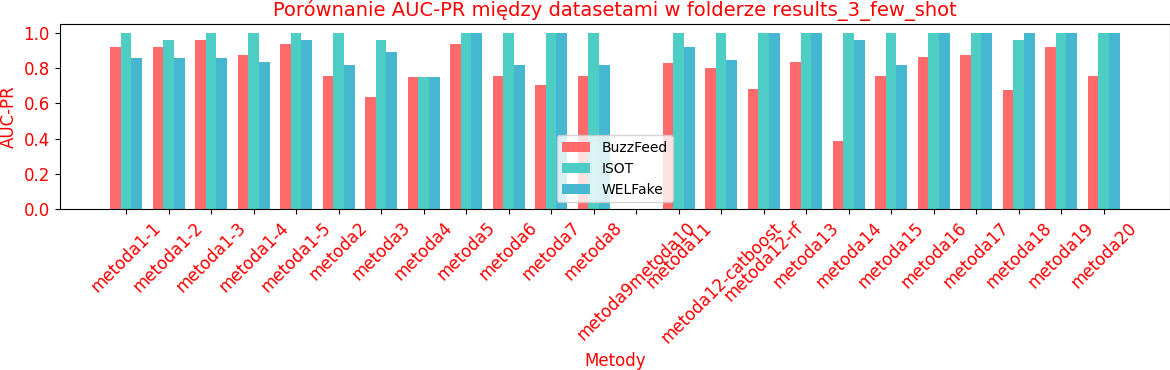 Porównanie AUC-PR między datasetami w folderze results_3_few_shot
AUC-PR
1.0
0.8
0.6
0.4
0.2
0.0
BuzzFeed
ISOT
WELFake
metoda1-1
metoda1-2
metoda1-3
metoda1-4
metoda1-5
metoda2
metoda3
metoda4
metoda5
metoda6
metoda7
metoda8
metoda9metoda10
metoda11
metoda12-catboost
metoda12-rf
metoda13
metoda14
metoda15
metoda16
metoda17
metoda18
metoda19
metoda20
Metody